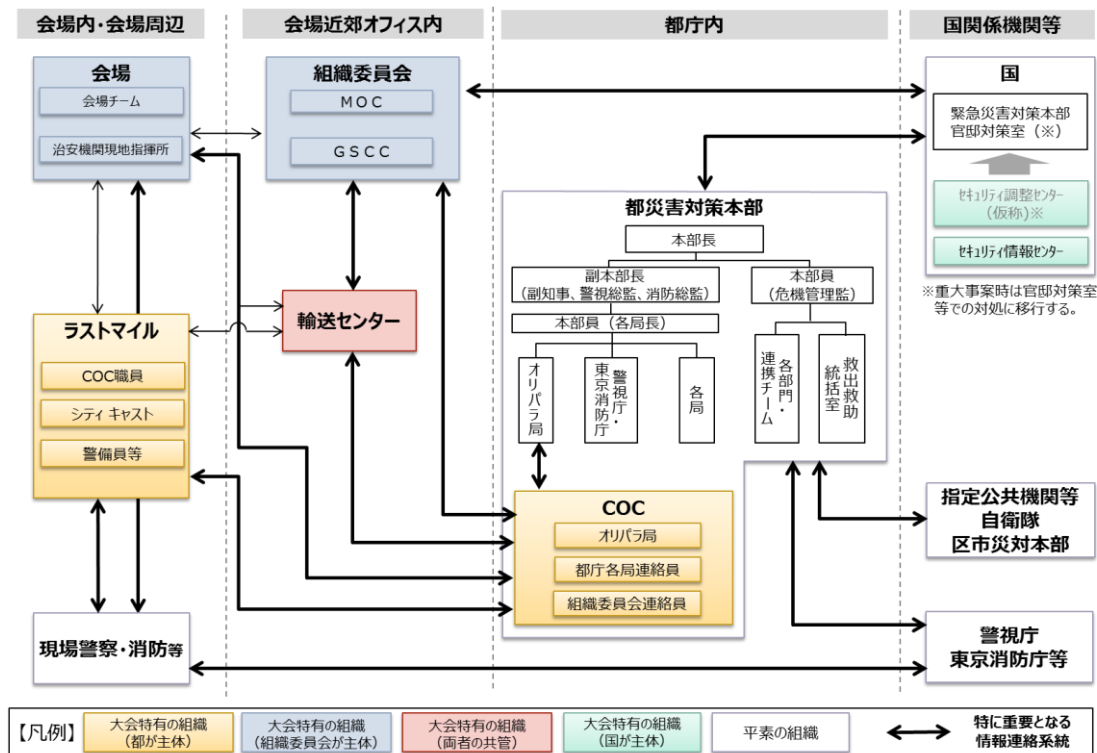 会場内・会場周辺
会場近郊オフィス内
都庁内
国関係機関等
会場
会場チーム
治安機関現地指揮所
組織委員会
MOC
GSCC
国
緊急災害対策本部
官邸対策室（※）
セキュリティ調整センター
(仮称)※
セキュリティ情報センター
※重大事案時は官邸対策室
等での対処に移行する。
都災害対策本部
本部長
副本部長
（副知事、警視総監、消防総監）
本部員
（危機管理監）
本部員（各局長）
オリパラ局
警視庁・
東京消防庁
各局
各部門・
連携チーム
救出救助
統括室
輸送センター
ラストマイル
COC職員
シティ キャスト
警備員等
COC
オリパラ局
都庁各局連絡員
組織委員会連絡員
指定公共機関等
自衛隊
区市災対本部
現場警察・消防等
警視庁
東京消防庁等
【凡例】
大会特有の組織
（都が主体）
大会特有の組織
（組織委員会が主体）
大会特有の組織
（両者の共管）
大会特有の組織
（国が主体）
平素の組織
特に重要となる
情報連絡系統